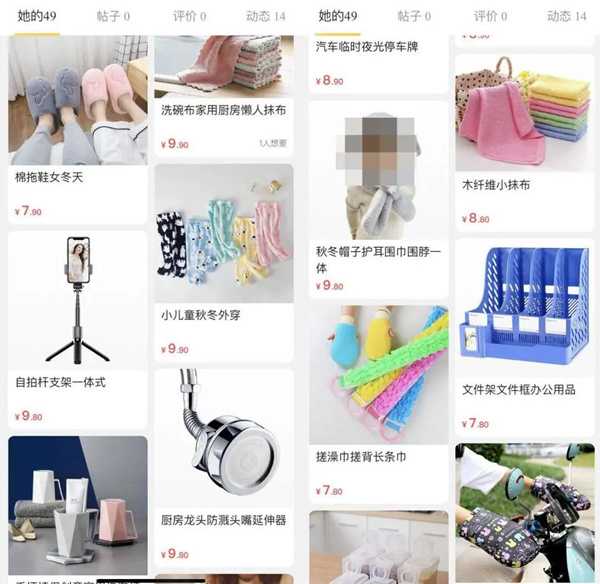 她的49
帖子 0
评价 0
动态 14
棉拖鞋女冬天
¥7.90
自拍杆支架一体式
¥9.80
洗碗布家用厨房懒人抹布
¥9.90
1人想要
小儿童秋冬外穿
¥9.90
厨房龙头防溅头嘴延伸器
¥9.80
她的49
帖子 0
评价 0
动态 14
汽车临时夜光停车牌
¥8.90
秋冬帽子护耳围巾围脖一
体
¥9.80
搓澡巾搓背长条巾
¥7.80
木纤维小抹布
¥8.80
文件架文件框办公用品
¥7.80